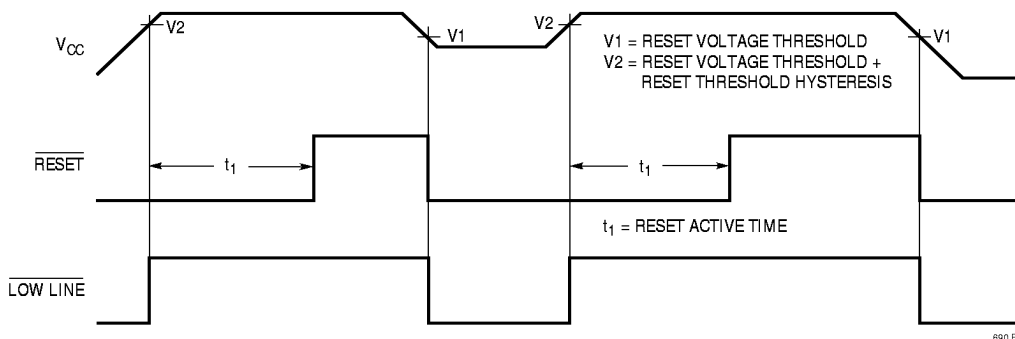 V2
V2
VCC
V1
V1 = RESET VOLTAGE THRESHOLD
V1
V2 = RESET VOLTAGE THRESHOLD +
RESET THRESHOLD HYSTERESIS
RESET
t1
t1
t1 = RESET ACTIVE TIME
LOW LINE